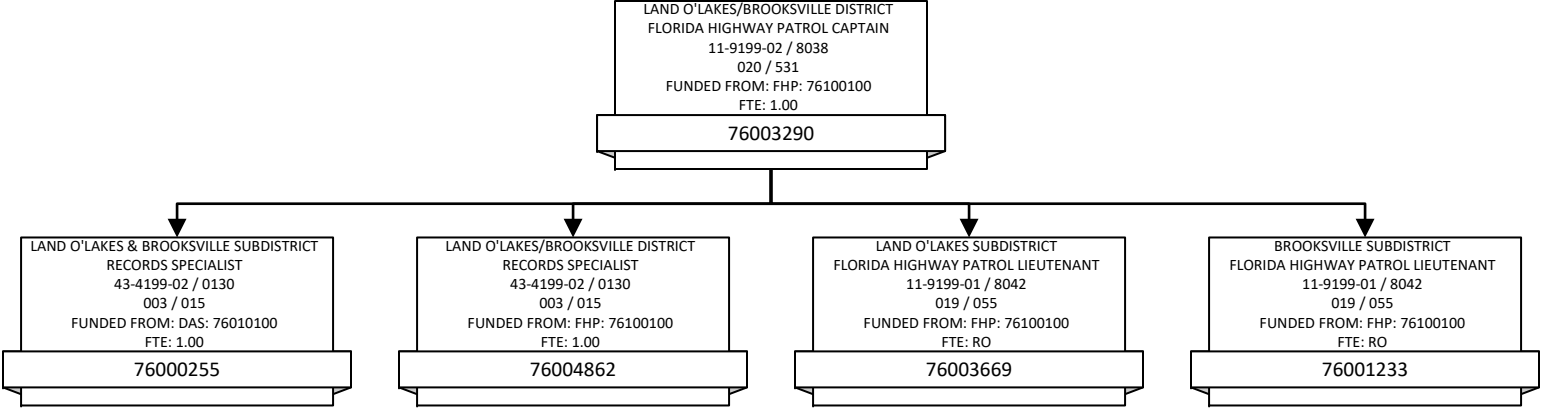 LAND O'LAKES/BROOKSVILLE DISTRICT
FLORIDA HIGHWAY PATROL CAPTAIN
11-9199-02 / 8038
020 / 531
FUNDED FROM: FHP: 76100100
FTE: 1.00
76003290
LAND O'LAKES & BROOKSVILLE SUBDISTRICT
RECORDS SPECIALIST
43-4199-02 / 0130
003 / 015
FUNDED FROM: DAS: 76010100
FTE: 1.00
76000255
LAND O'LAKES/BROOKSVILLE DISTRICT
RECORDS SPECIALIST
43-4199-02 / 0130
003 / 015
FUNDED FROM: FHP: 76100100
FTE: 1.00
76004862
LAND O'LAKES SUBDISTRICT
FLORIDA HIGHWAY PATROL LIEUTENANT
11-9199-01 / 8042
019 / 055
FUNDED FROM: FHP: 76100100
FTE: RO
76003669
BROOKSVILLE SUBDISTRICT
FLORIDA HIGHWAY PATROL LIEUTENANT
11-9199-01 / 8042
019 / 055
FUNDED FROM: FHP: 76100100
FTE: RO
76001233